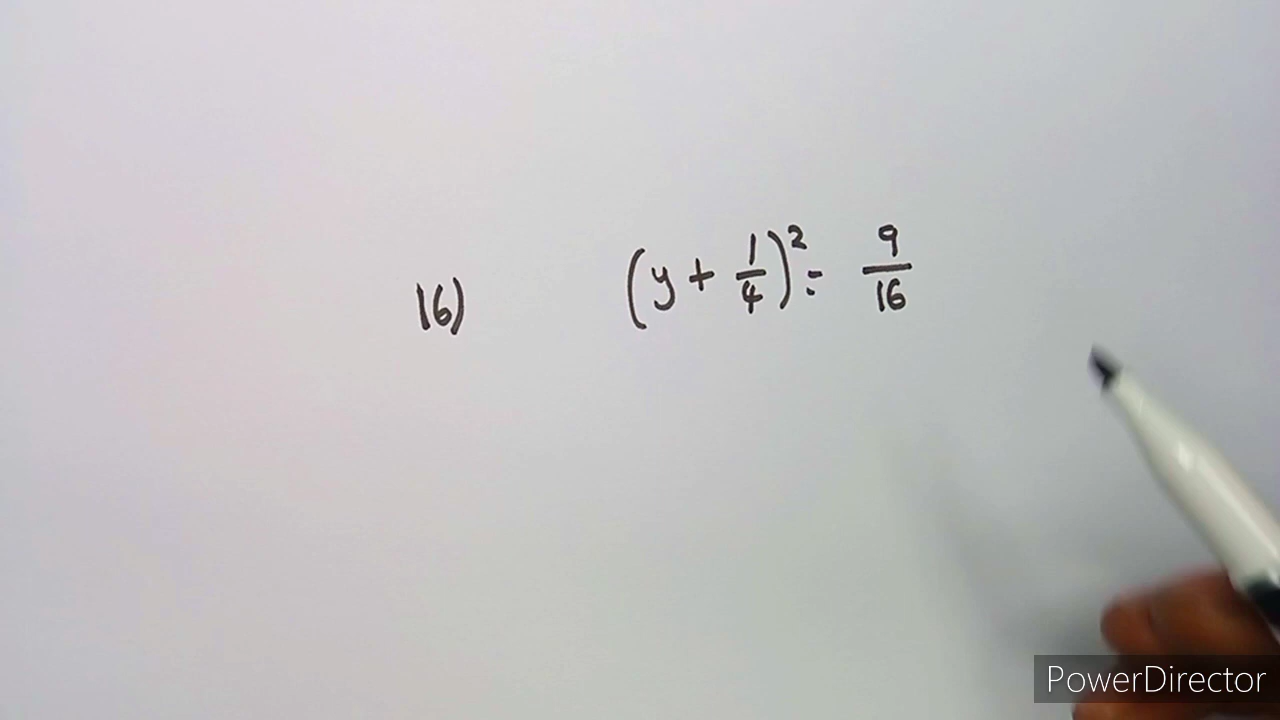 16) (y + 1/4)² = 9/16
PowerDirector